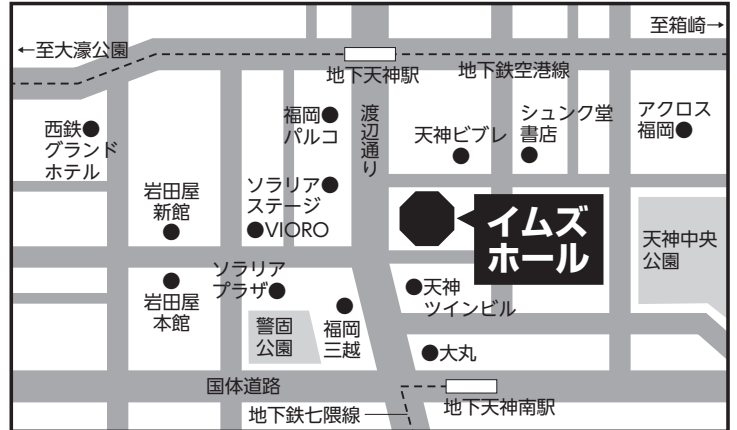 至箱崎→
←至大濠公園
地下天神駅
地下鉄空港線
西鉄●
グランド
ホテル
福岡●
パルコ
渡辺通り
天神ビブレ
シュンク堂
書店
アクロス
福岡●
岩田屋
新館
ソラリア●
ステージ
●VIORO
イムズ
ホール
天神中央
公園
岩田屋
本館
ソラリア
プラザ●
警固
公園
福岡
三越
●天神
ツインビル
●大丸
国体道路
地下鉄七隈線
地下天神南駅